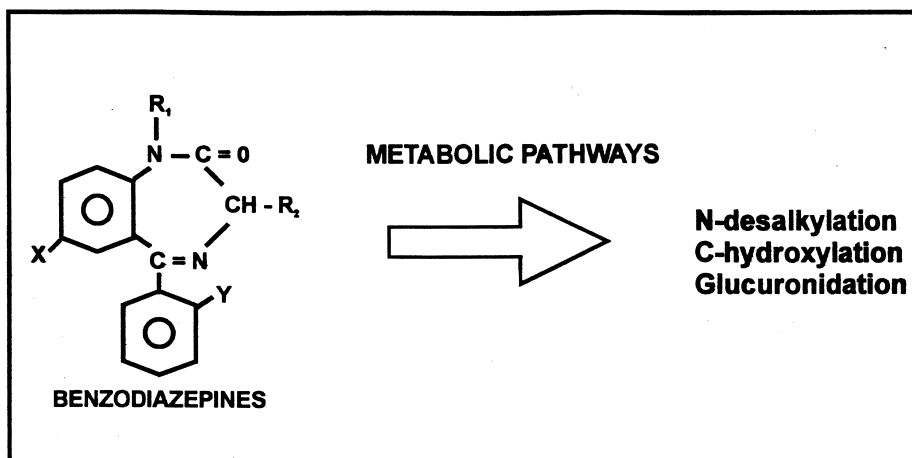 R₁
N – C = 0
METABOLIC PATHWAYS
CH - R₂
X
C = N
Y
N-desalkylation
C-hydroxylation
Glucuronidation
BENZODIAZEPINES